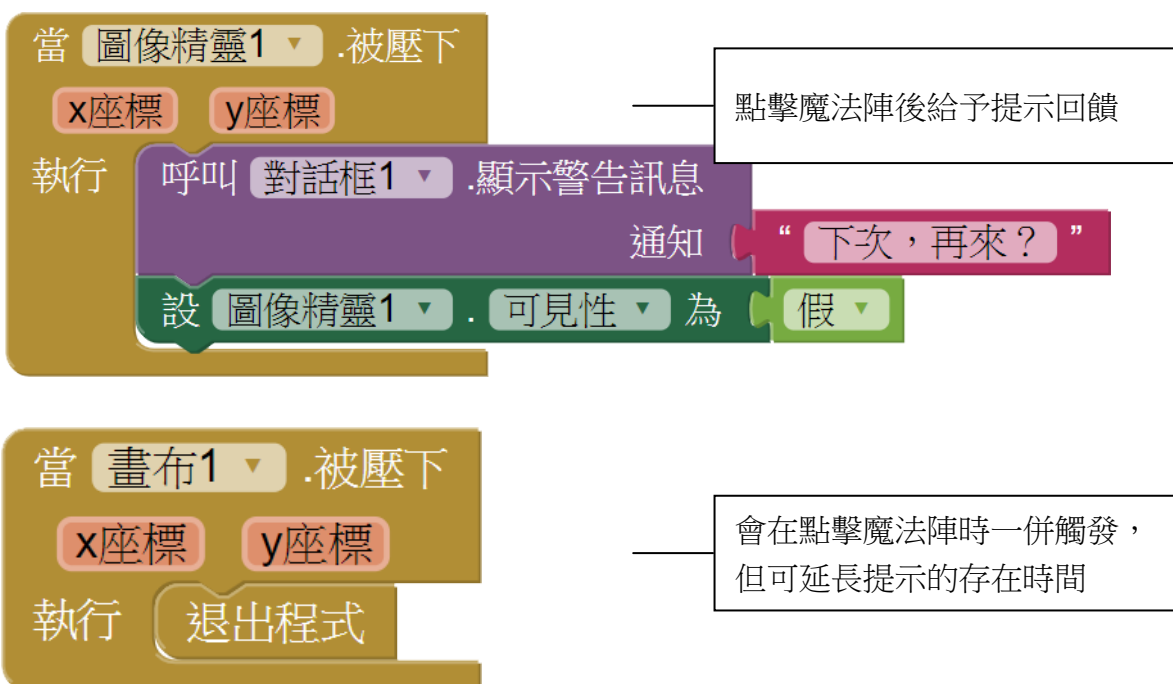 當 圖像精靈1 .被壓下
x座標 y座標
點擊魔法陣後給予提示回饋
執行 呼叫 對話框1 .顯示警告訊息
通知 “ 下次，再來？ ”
設 圖像精靈1 . 可見性 為 假
當 畫布1 .被壓下
x座標 y座標
會在點擊魔法陣時一併觸發，
但可延長提示的存在時間
執行 退出程式